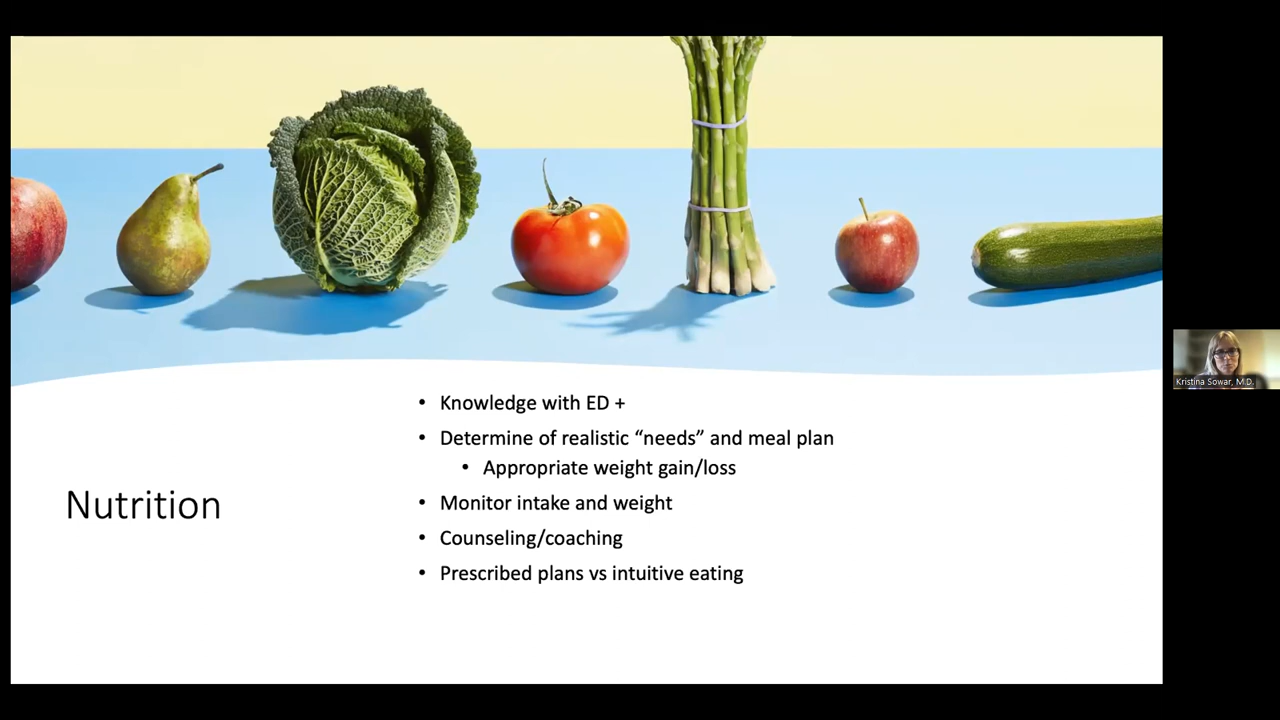 Nutrition
• Knowledge with ED +
• Determine of realistic “needs” and meal plan
• Appropriate weight gain/loss
• Monitor intake and weight
• Counseling/coaching
• Prescribed plans vs intuitive eating
Kristina Sowar, M.D.